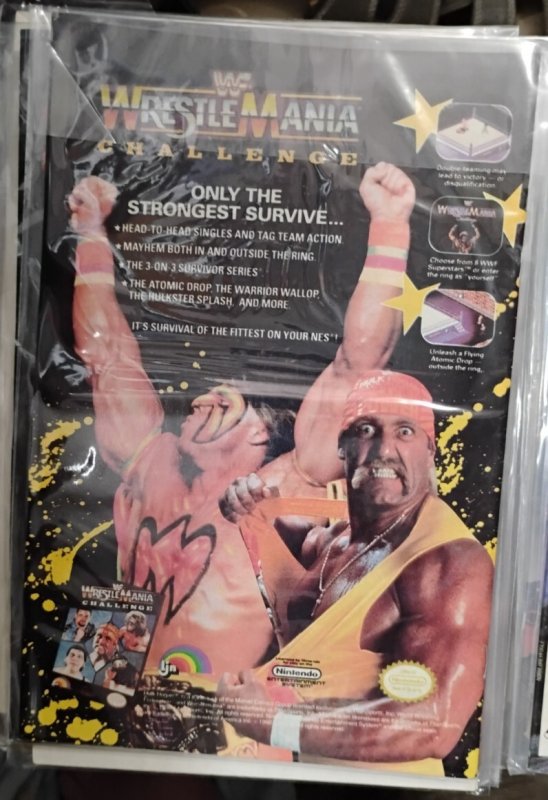 WF
WRESTLEMANIA
CHALLENGE
ONLY THE
STRONGEST SURVIVE...
★HEAD-TO-HEAD SINGLES AND TAG TEAM ACTION.
★MAYHEM BOTH IN AND OUTSIDE THE RING.
★THE 3-ON-3 SURVIVOR SERIES
★THE ATOMIC DROP, THE WARRIOR WALLOP,
THE HULKSTER SPLASH, AND MORE.
IT'S SURVIVAL OF THE FITTEST ON YOUR NES!
Double-teaming may
lead to victory — or
disqualification.
WRESTLEMANIA
Choose from 8 WWF
Superstars™ or enter
the ring as "yourself"
Unleash a Flying
Atomic Drop —
outside the ring.
WRESTLEMANIA
CHALLENGE
LJN
Nintendo
ENTERTAINMENT
SYSTEM
Nintendo